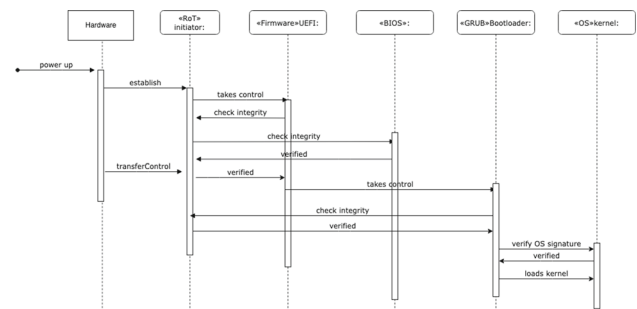 Hardware
«RoT»
initiator:
«Firmware»UEFI:
«BIOS»:
«GRUB»Bootloader:
«OS»kernel:
power up
establish
takes control
check integrity
check integrity
verified
transferControl
verified
takes control
check integrity
verified
verify OS signature
verified
loads kernel